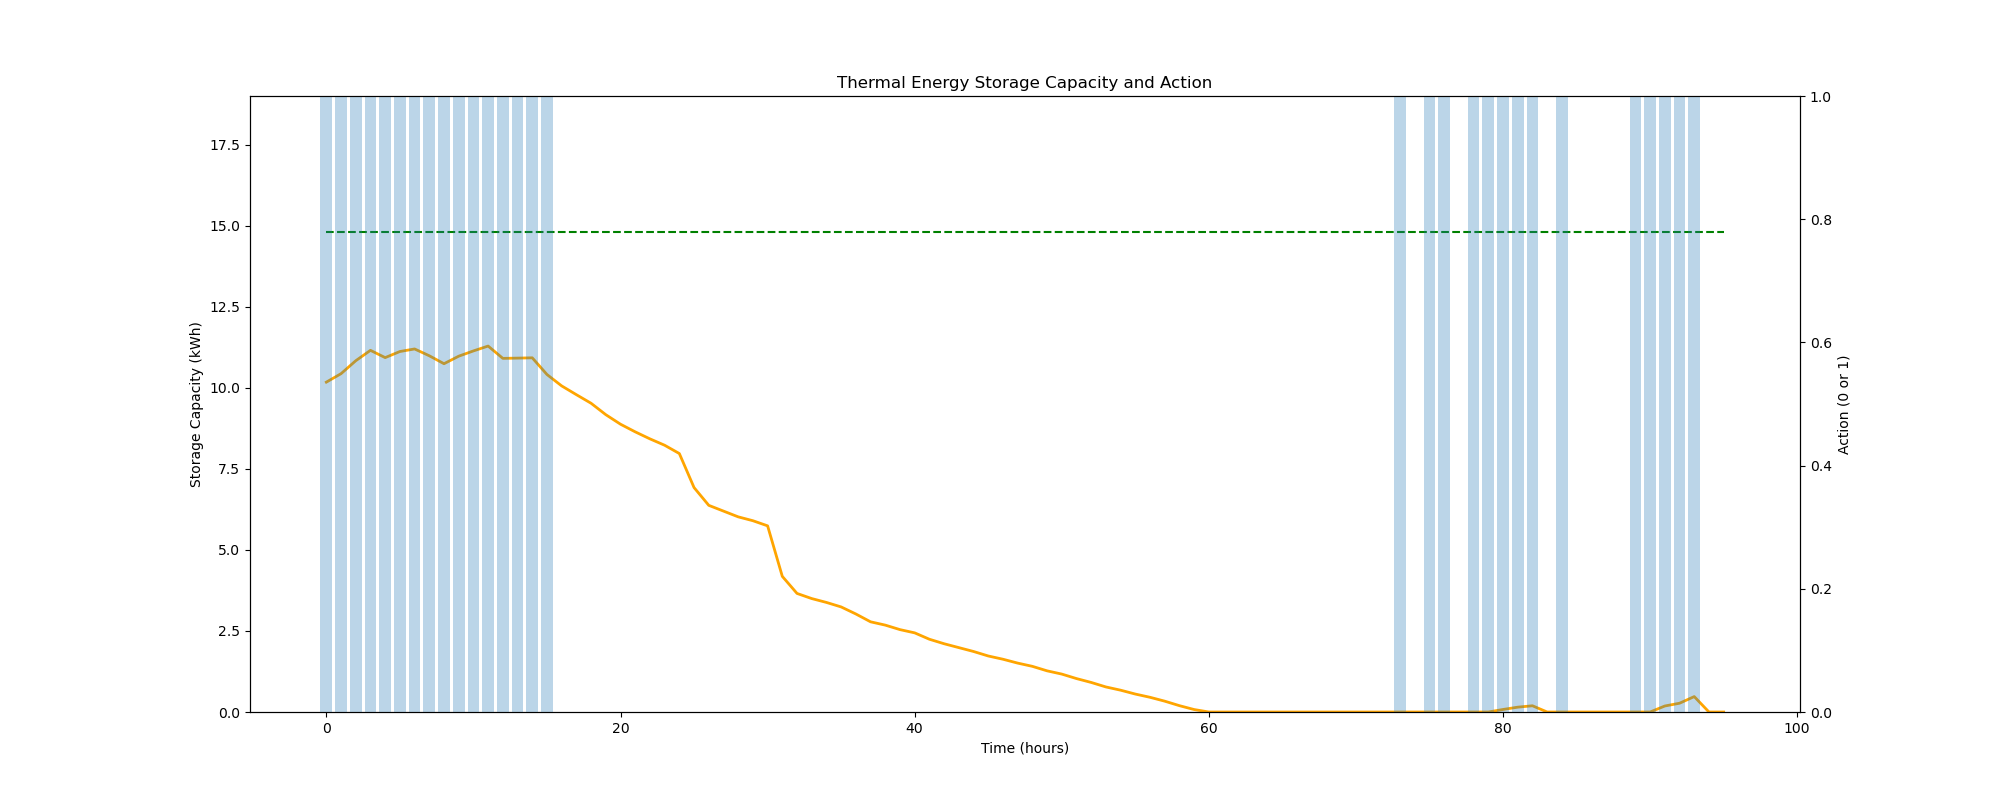 Thermal Energy Storage Capacity and Action
Storage Capacity (kWh)
17.5
15.0
12.5
10.0
7.5
5.0
2.5
0.0
1.0
0.8
0.6
0.4
0.2
0.0
Action (0 or 1)
0 20 40 60 80 100
Time (hours)